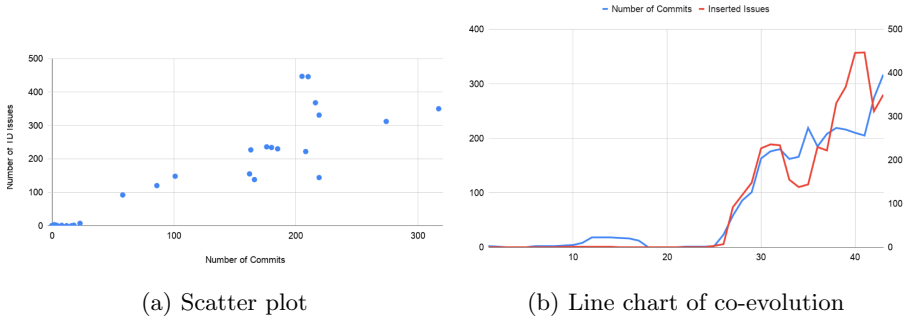 Number of Commits Inserted Issues
500
400
300
200
100
0
Number of TD Issues
0 100 200 300
Number of Commits
400
300
200
100
0
500
400
300
200
100
0
10 20 30 40
(a) Scatter plot
(b) Line chart of co-evolution